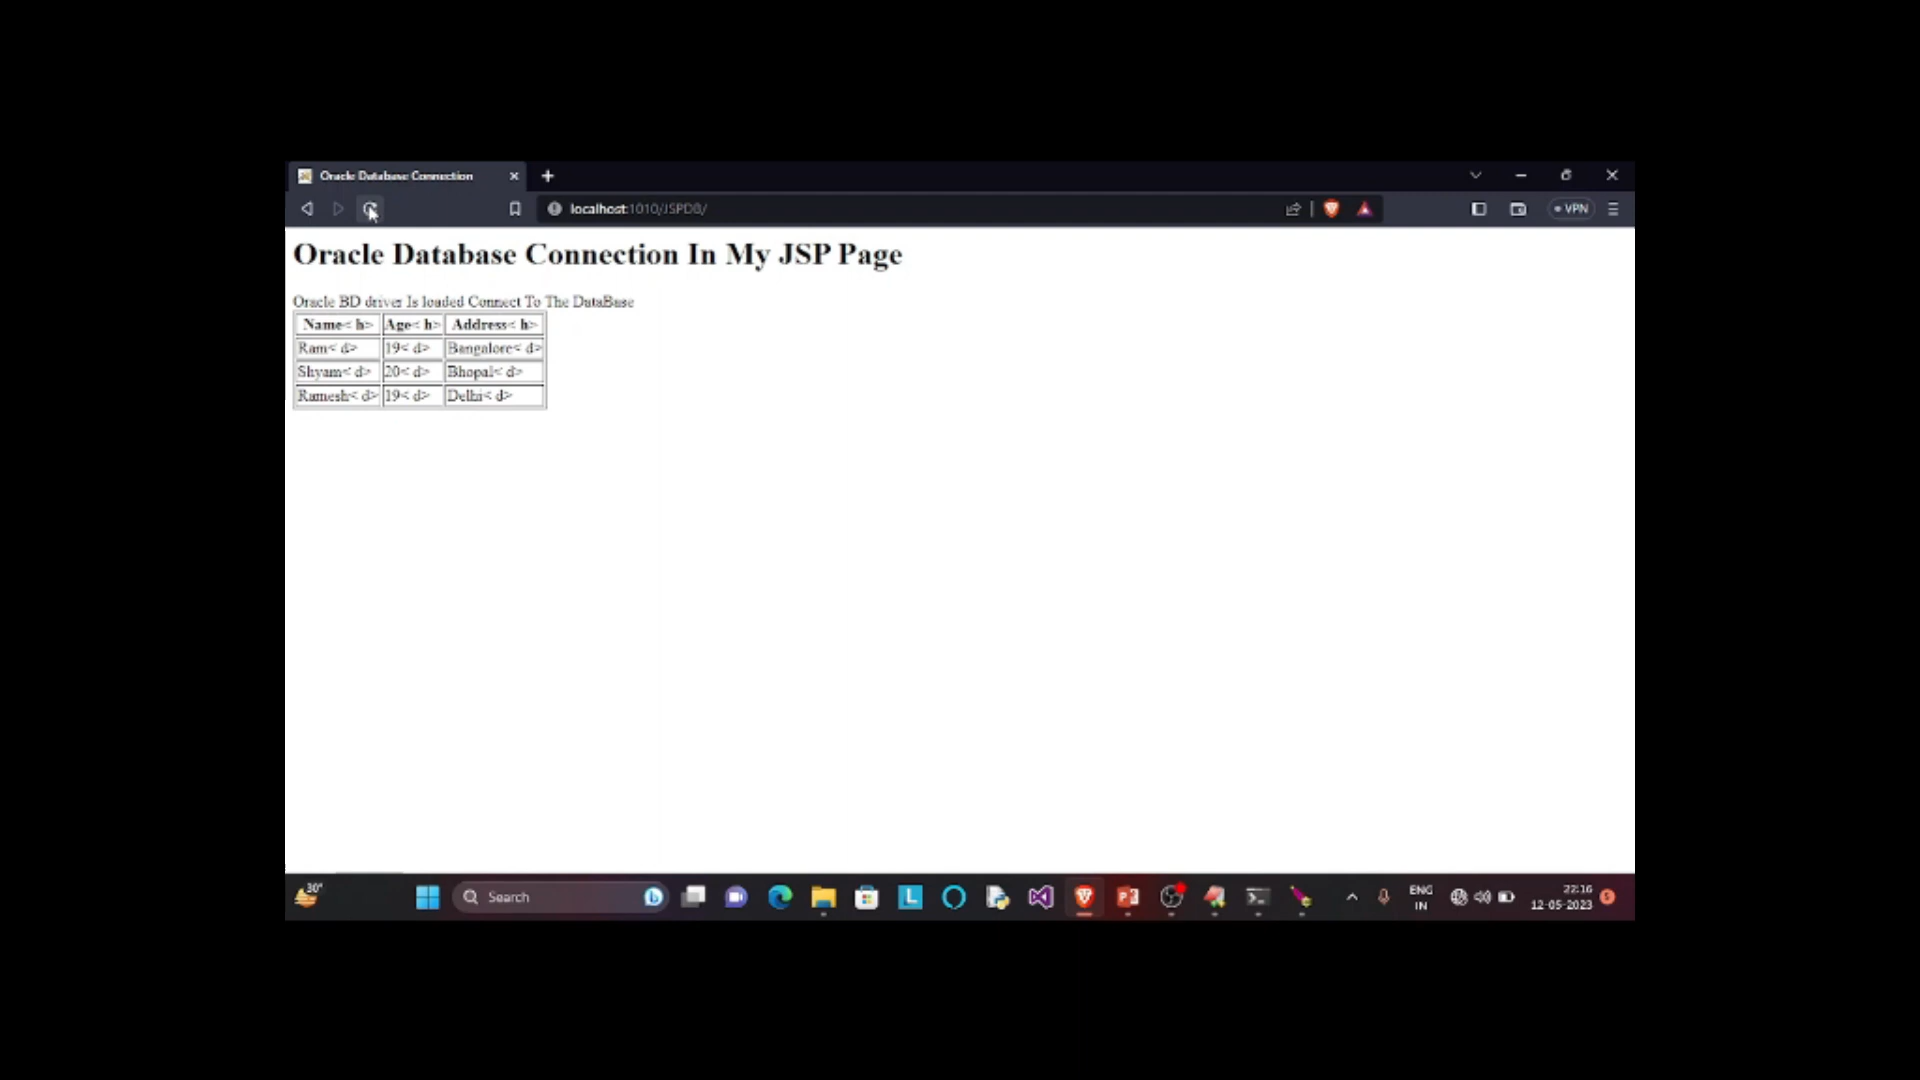 Oracle Database Connection
localhost:1010/JSPDB/
VPN
Oracle Database Connection In My JSP Page
Oracle BD driver Is loaded Connect To The DataBase
Name< h> Age< h> Address< h>
Ram< d> 19< d> Bangalore< d>
Shyam< d> 20< d> Bhopal< d>
Ramesh< d> 19< d> Delhi< d>
30°
Search
ENG
IN
22:16
12-05-2023